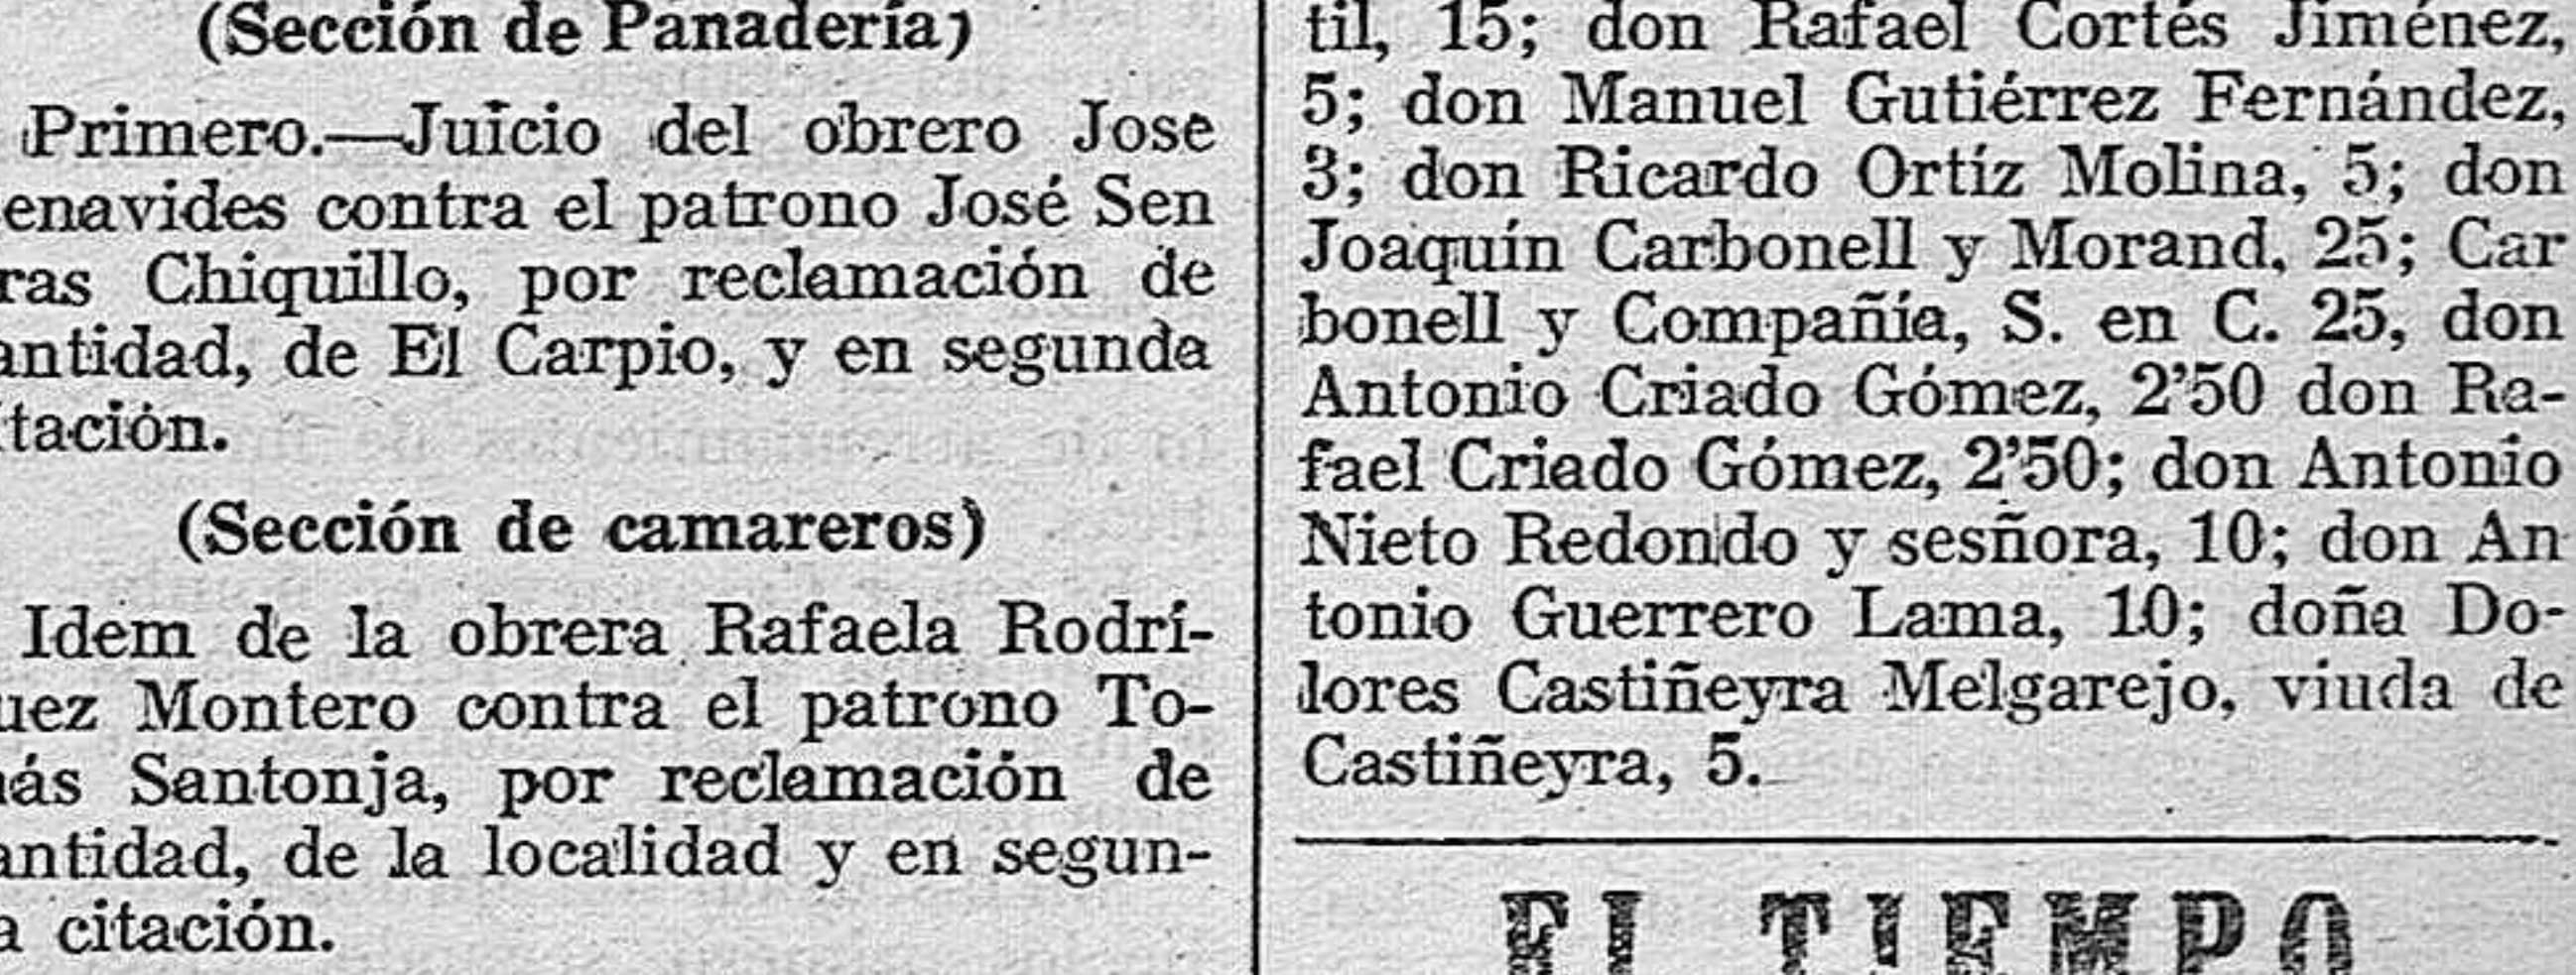 (Sección de Panadería)
Primero.—Juicio del obrero Jose
enavides contra el patrono José Sen
ras Chiquillo, por reclamación de
antidad, de El Carpio, y en segunda
tación.
(Sección de camareros)
Idem de la obrera Rafaela Rodrí-
uez Montero contra el patrono To-
ás Santonja, por reclamación de
antidad, de la localidad y en segun-
a citación.
til, 15; don Rafael Cortés Jiménez,
5; don Manuel Gutiérrez Fernández,
3; don Ricardo Ortíz Molina, 5; don
Joaquín Carbonell y Morand, 25; Car
bonell y Compañía, S. en C. 25, don
Antonio Criado Gómez, 2'50 don Ra-
fael Criado Gómez, 2'50; don Antonio
Nieto Redondo y sesñora, 10; don An
tonio Guerrero Lama, 10; doña Do-
lores Castiñeyra Melgarejo, viuda de
Castiñeyra, 5.
EL TIEMPO